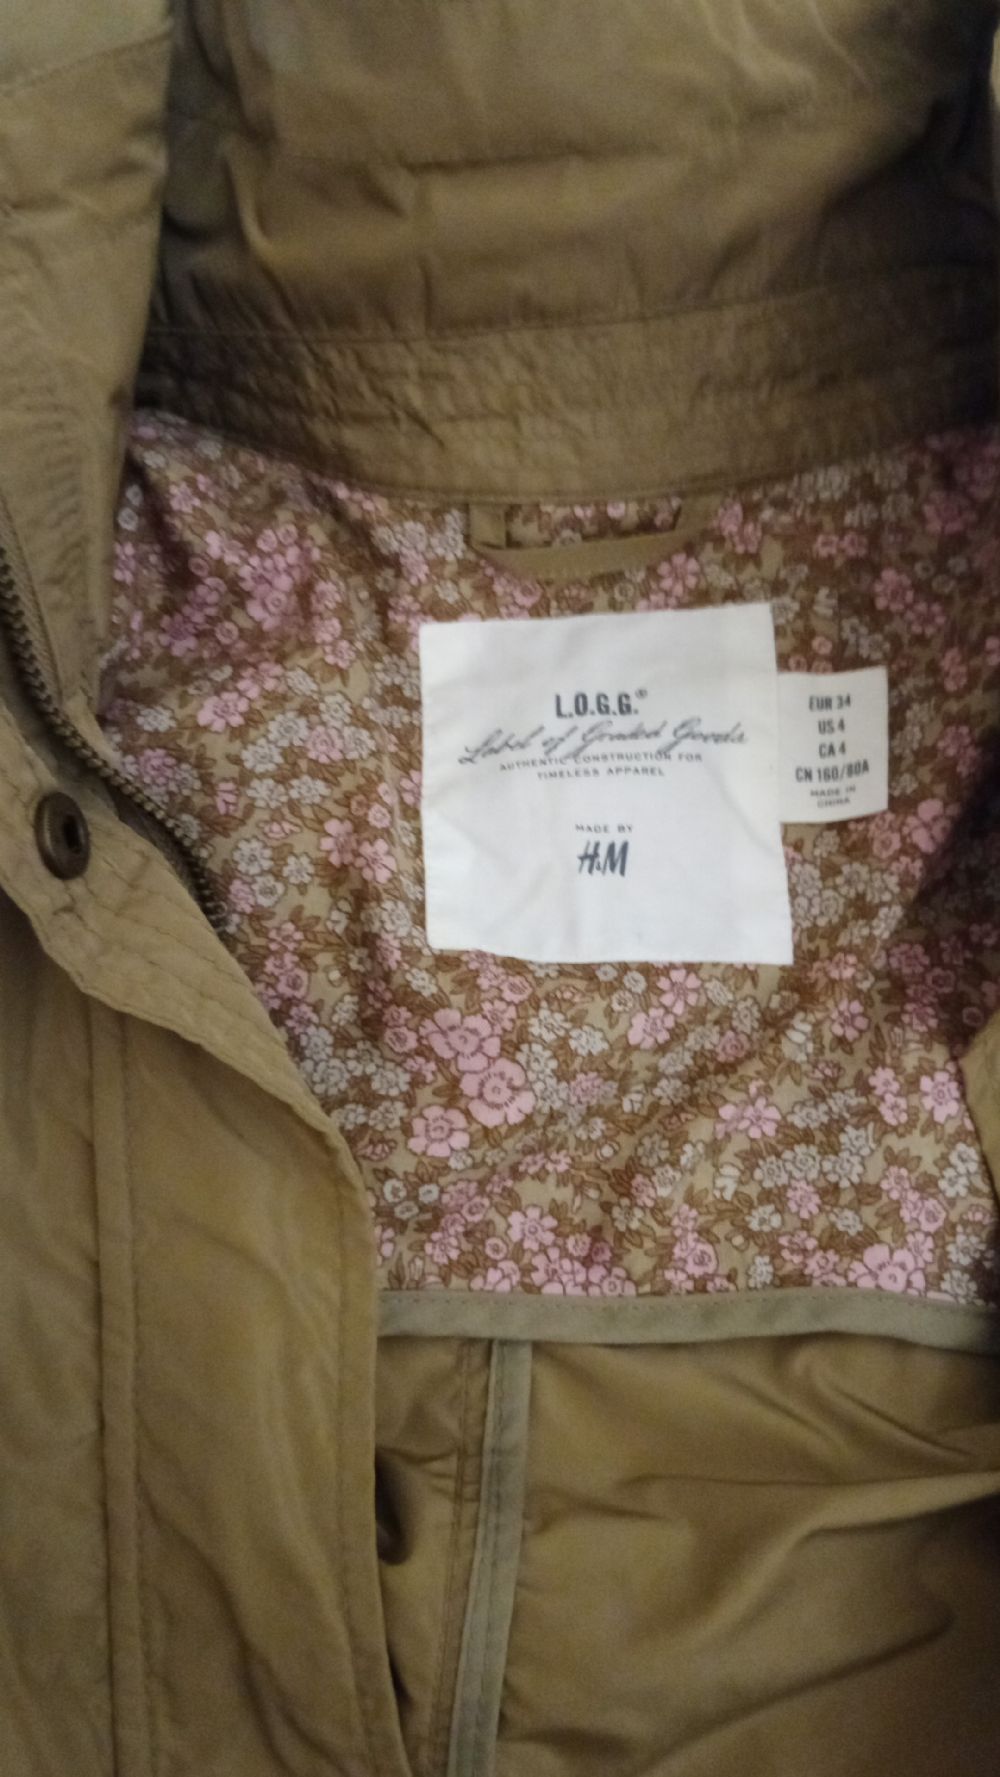 L.O.G.G.®
Label of Graded Goods
AUTHENTIC CONSTRUCTION FOR
TIMELESS APPAREL
MADE BY
H&M
EUR 34
US 4
CA 4
CN 160/80A
MADE IN
CHINA